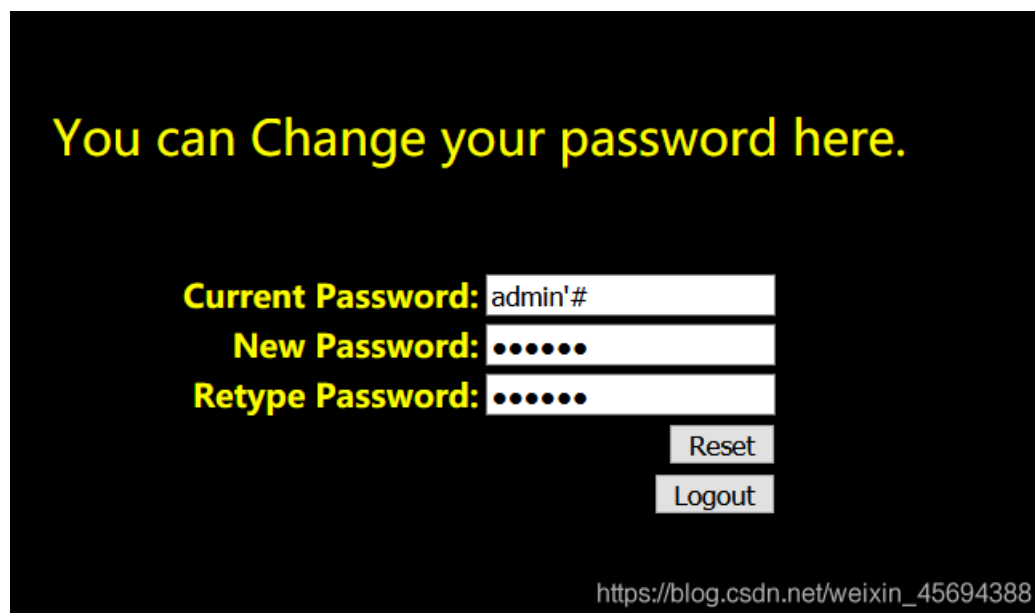 You can Change your password here.
Current Password: admin'#
New Password: ••••••
Retype Password: ••••••
Reset
Logout
https://blog.csdn.net/weixin_45694388